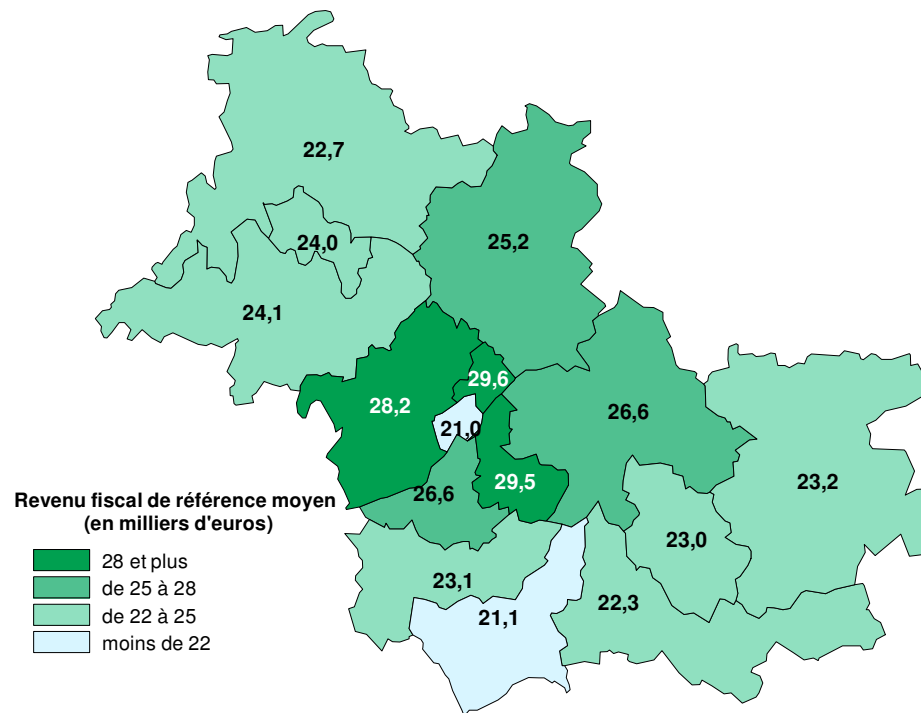 22,7
24,0
25,2
24,1
29,6
28,2
26,6
21,0
23,2
29,5
26,6
23,0
23,1
22,3
21,1
Revenu fiscal de référence moyen
(en milliers d'euros)
28 et plus
de 25 à 28
de 22 à 25
moins de 22